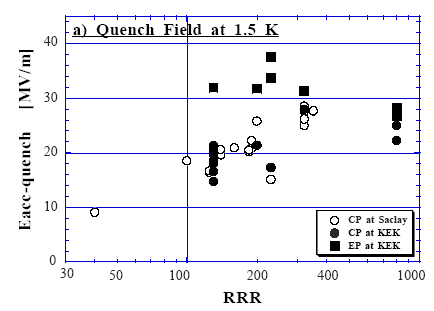 a) Quench Field at 1.5 K
Eacc-quench [MV/m]
40
30
20
10
0
30 50 100 200 400 1000
RRR
CP at Saclay
CP at KEK
EP at KEK